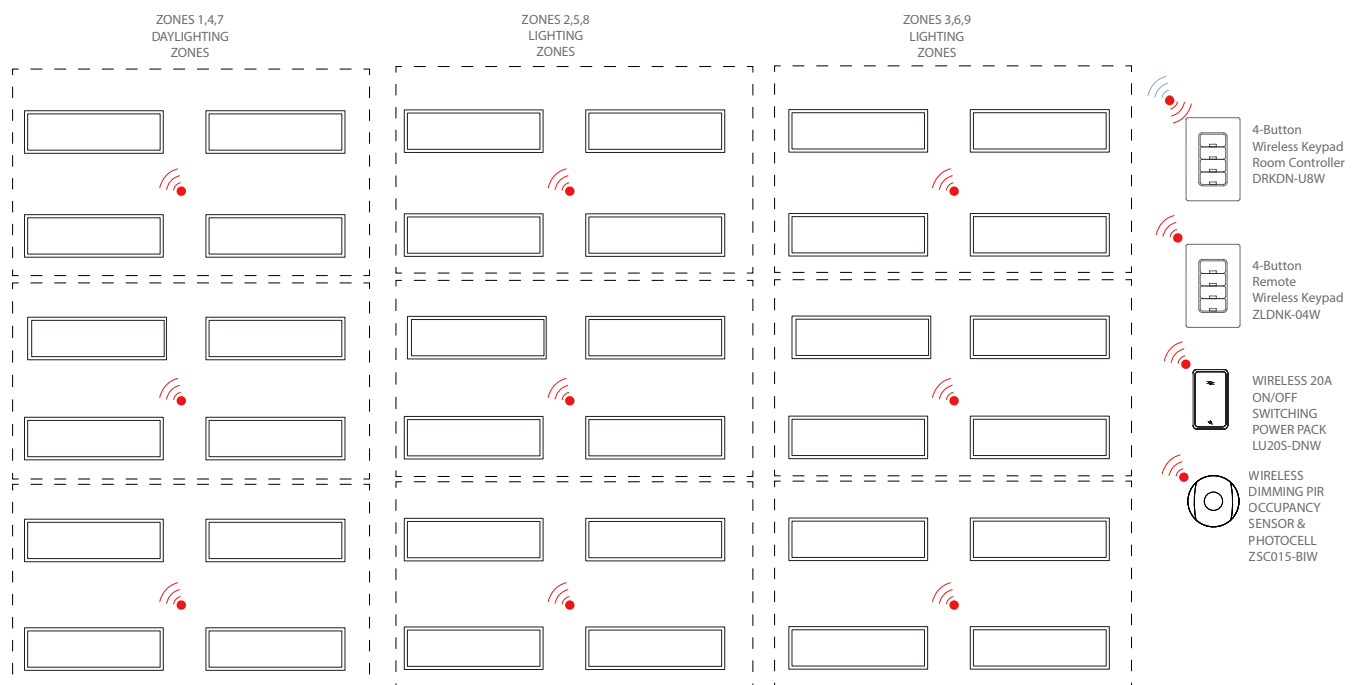 ZONES 1,4,7
DAYLIGHTING
ZONES
ZONES 2,5,8
LIGHTING
ZONES
ZONES 3,6,9
LIGHTING
ZONES
4-Button
Wireless Keypad
Room Controller
DRKDN-U8W
4-Button
Remote
Wireless Keypad
ZLDNK-04W
WIRELESS 20A
ON/OFF
SWITCHING
POWER PACK
LU20S-DNW
WIRELESS
DIMMING PIR
OCCUPANCY
SENSOR &
PHOTOCELL
ZSC015-BIW